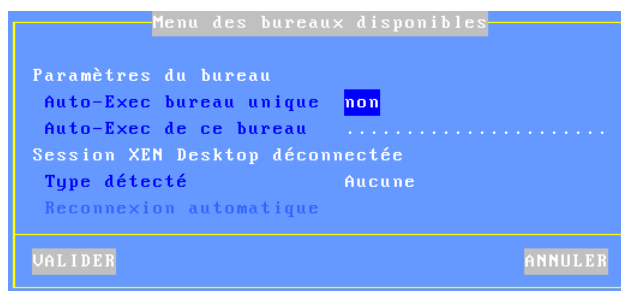 Menu des bureaux disponibles
Paramètres du bureau
Auto-Exec bureau unique non
Auto-Exec de ce bureau ......................
Session XEN Desktop déconnectée
Type détecté Aucune
Reconnexion automatique
VALIDER ANNULER